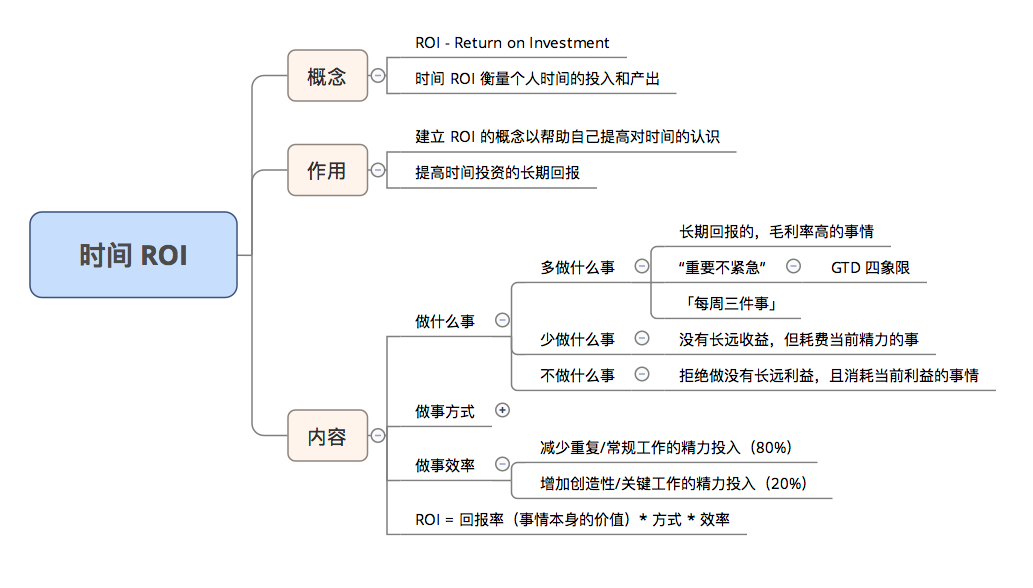 时间 ROI
概念
ROI - Return on Investment
时间 ROI 衡量个人时间的投入和产出
作用
建立 ROI 的概念以帮助自己提高对时间的认识
提高时间投资的长期回报
内容
做什么事
多做什么事
长期回报的，毛利率高的事情
“重要不紧急”
GTD 四象限
「每周三件事」
少做什么事
没有长远收益，但耗费当前精力的事
不做什么事
拒绝做没有长远利益，且消耗当前利益的事情
做事方式
做事效率
减少重复/常规工作的精力投入（80%）
增加创造性/关键工作的精力投入（20%）
ROI = 回报率（事情本身的价值）* 方式 * 效率